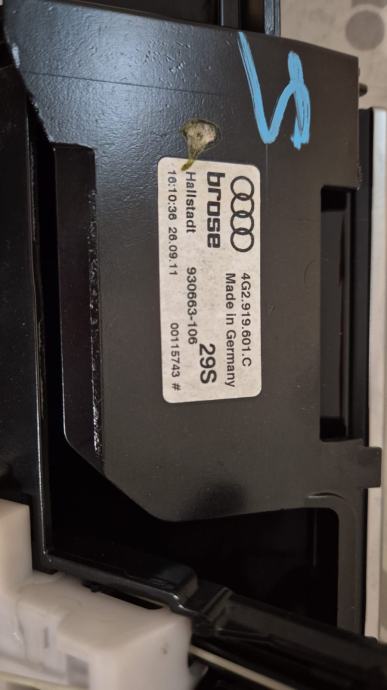 4G2.919.601.C
Made in Germany
brose 29S
Hallstadt 930663-106
16:10:36 26.09.11 00115743 #